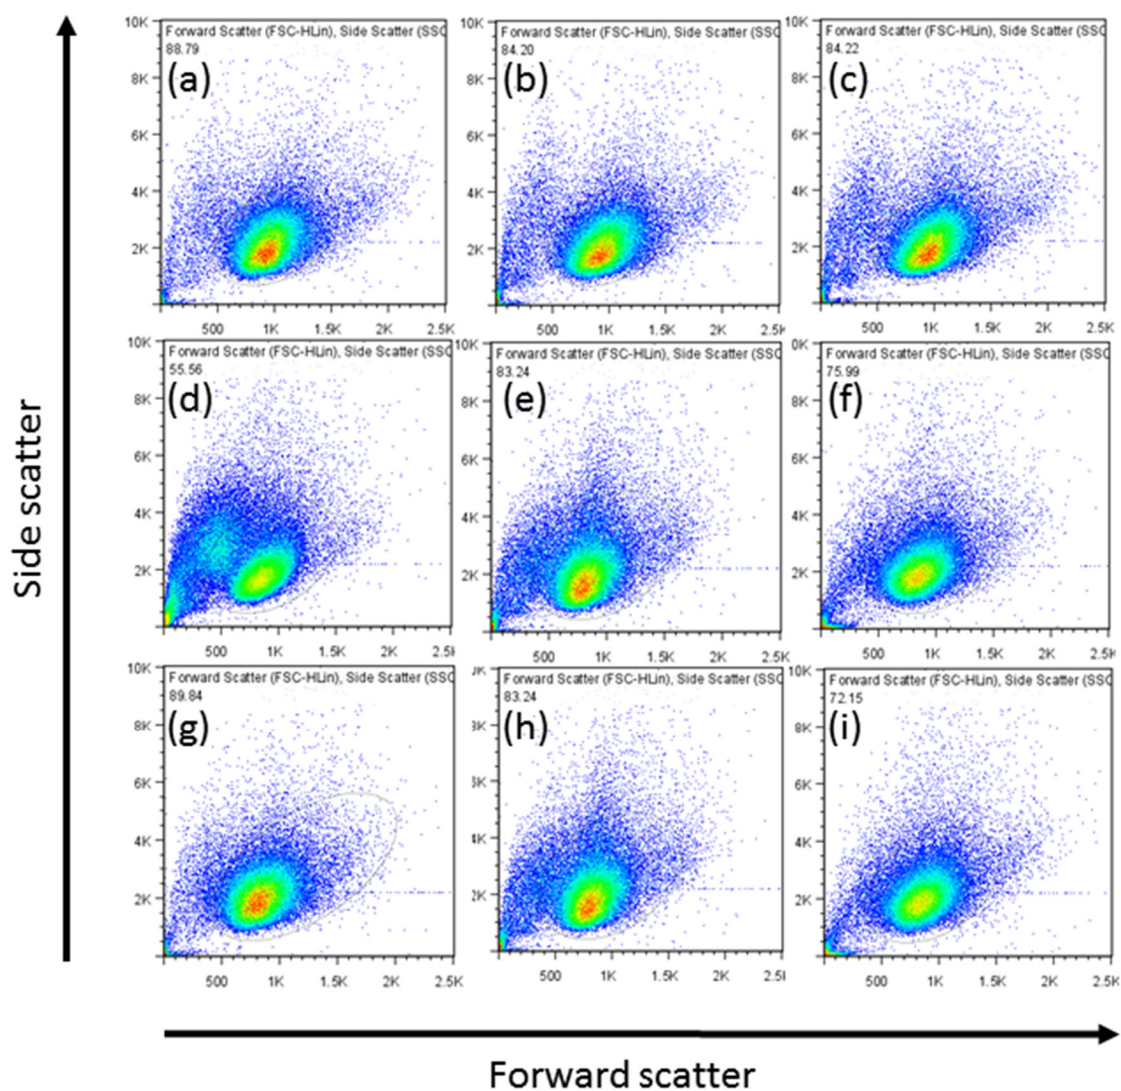 Side scatter
10K Forward Scatter (FSC-HLin), Side Scatter (SSC
88.79
(a)
8K
6K
4K
2K
500 1K 1.5K 2K 2.5K
10K Forward Scatter (FSC-HLin), Side Scatter (SSC
84.20
(b)
8K
6K
4K
2K
500 1K 1.5K 2K 2.5K
10K Forward Scatter (FSC-HLin), Side Scatter (SSC
84.22
(c)
8K
6K
4K
2K
500 1K 1.5K 2K 2.5K
10K Forward Scatter (FSC-HLin), Side Scatter (SSC
55.56
(d)
8K
6K
4K
2K
500 1K 1.5K 2K 2.5K
10K Forward Scatter (FSC-HLin), Side Scatter (SSC
83.24
(e)
8K
6K
4K
2K
500 1K 1.5K 2K 2.5K
0K Forward Scatter (FSC-HLin), Side Scatter (SSC
75.99
(f)
8K
6K
4K
2K
500 1K 1.5K 2K 2.5K
10K Forward Scatter (FSC-HLin), Side Scatter (SSC
89.84
(g)
8K
6K
4K
2K
500 1K 1.5K 2K 2.5K
Forward Scatter (FSC-HLin), Side Scatter (SSC
83.24
(h)
8K
6K
4K
2K
500 1K 1.5K 2K 2.5K
10K Forward Scatter (FSC-HLin), Side Scatter (SSC
72.15
(i)
8K
6K
4K
2K
500 1K 1.5K 2K 2.5K
Forward scatter